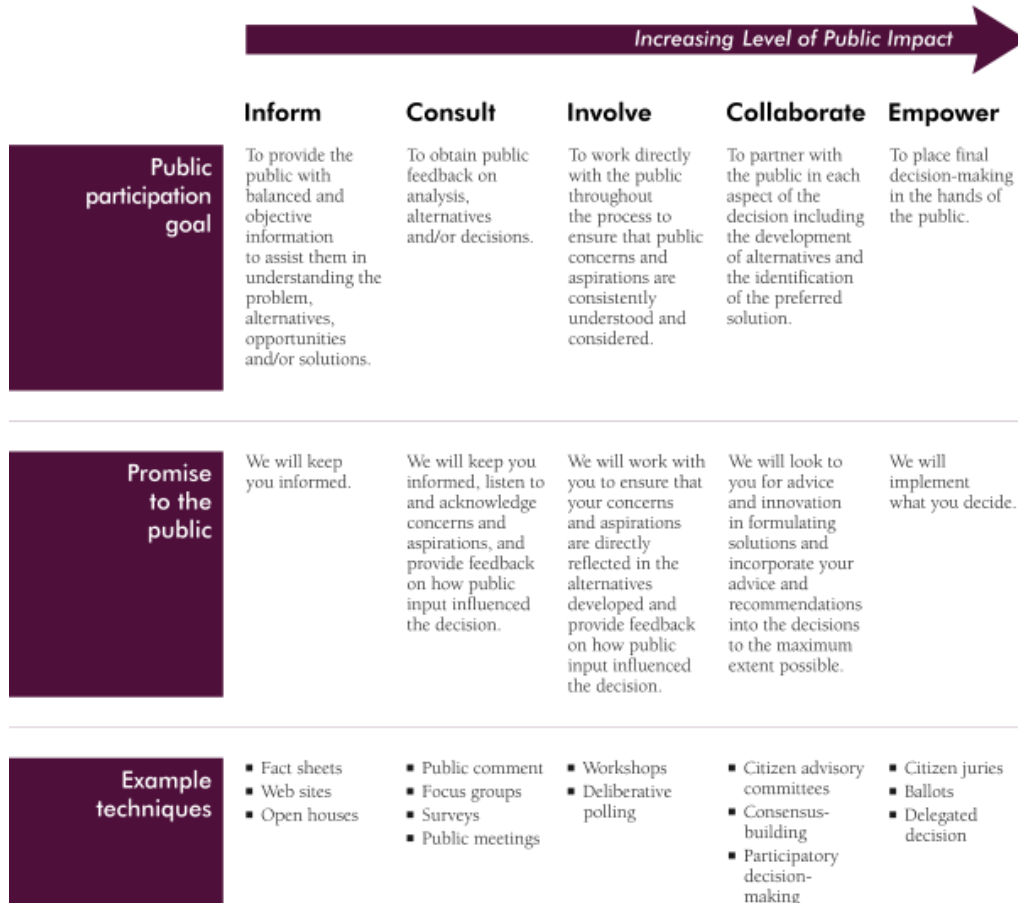 Increasing Level of Public Impact
Inform
Consult
Involve
Collaborate
Empower
Public
participation
goal
To provide the
public with
balanced and
objective
information
to assist them in
understanding the
problem,
alternatives,
opportunities
and/or solutions.
To obtain public
feedback on
analysis,
alternatives
and/or decisions.
To work directly
with the public
throughout
the process to
ensure that public
concerns and
aspirations are
consistently
understood and
considered.
To partner with
the public in each
aspect of the
decision including
the development
of alternatives and
the identification
of the preferred
solution.
To place final
decision-making
in the hands of
the public.
Promise
to the
public
We will keep
you informed.
We will keep you
informed, listen to
and acknowledge
concerns and
aspirations, and
provide feedback
on how public
input influenced
the decision.
We will work with
you to ensure that
your concerns
and aspirations
are directly
reflected in the
alternatives
developed and
provide feedback
on how public
input influenced
the decision.
We will look to
you for advice
and innovation
in formulating
solutions and
incorporate your
advice and
recommendations
into the decisions
to the maximum
extent possible.
We will
implement
what you decide.
Example
techniques
▪ Fact sheets
▪ Web sites
▪ Open houses
▪ Public comment
▪ Focus groups
▪ Surveys
▪ Public meetings
▪ Workshops
▪ Deliberative
polling
▪ Citizen advisory
committees
▪ Consensus-
building
▪ Participatory
decision-
making
▪ Citizen juries
▪ Ballots
▪ Delegated
decision